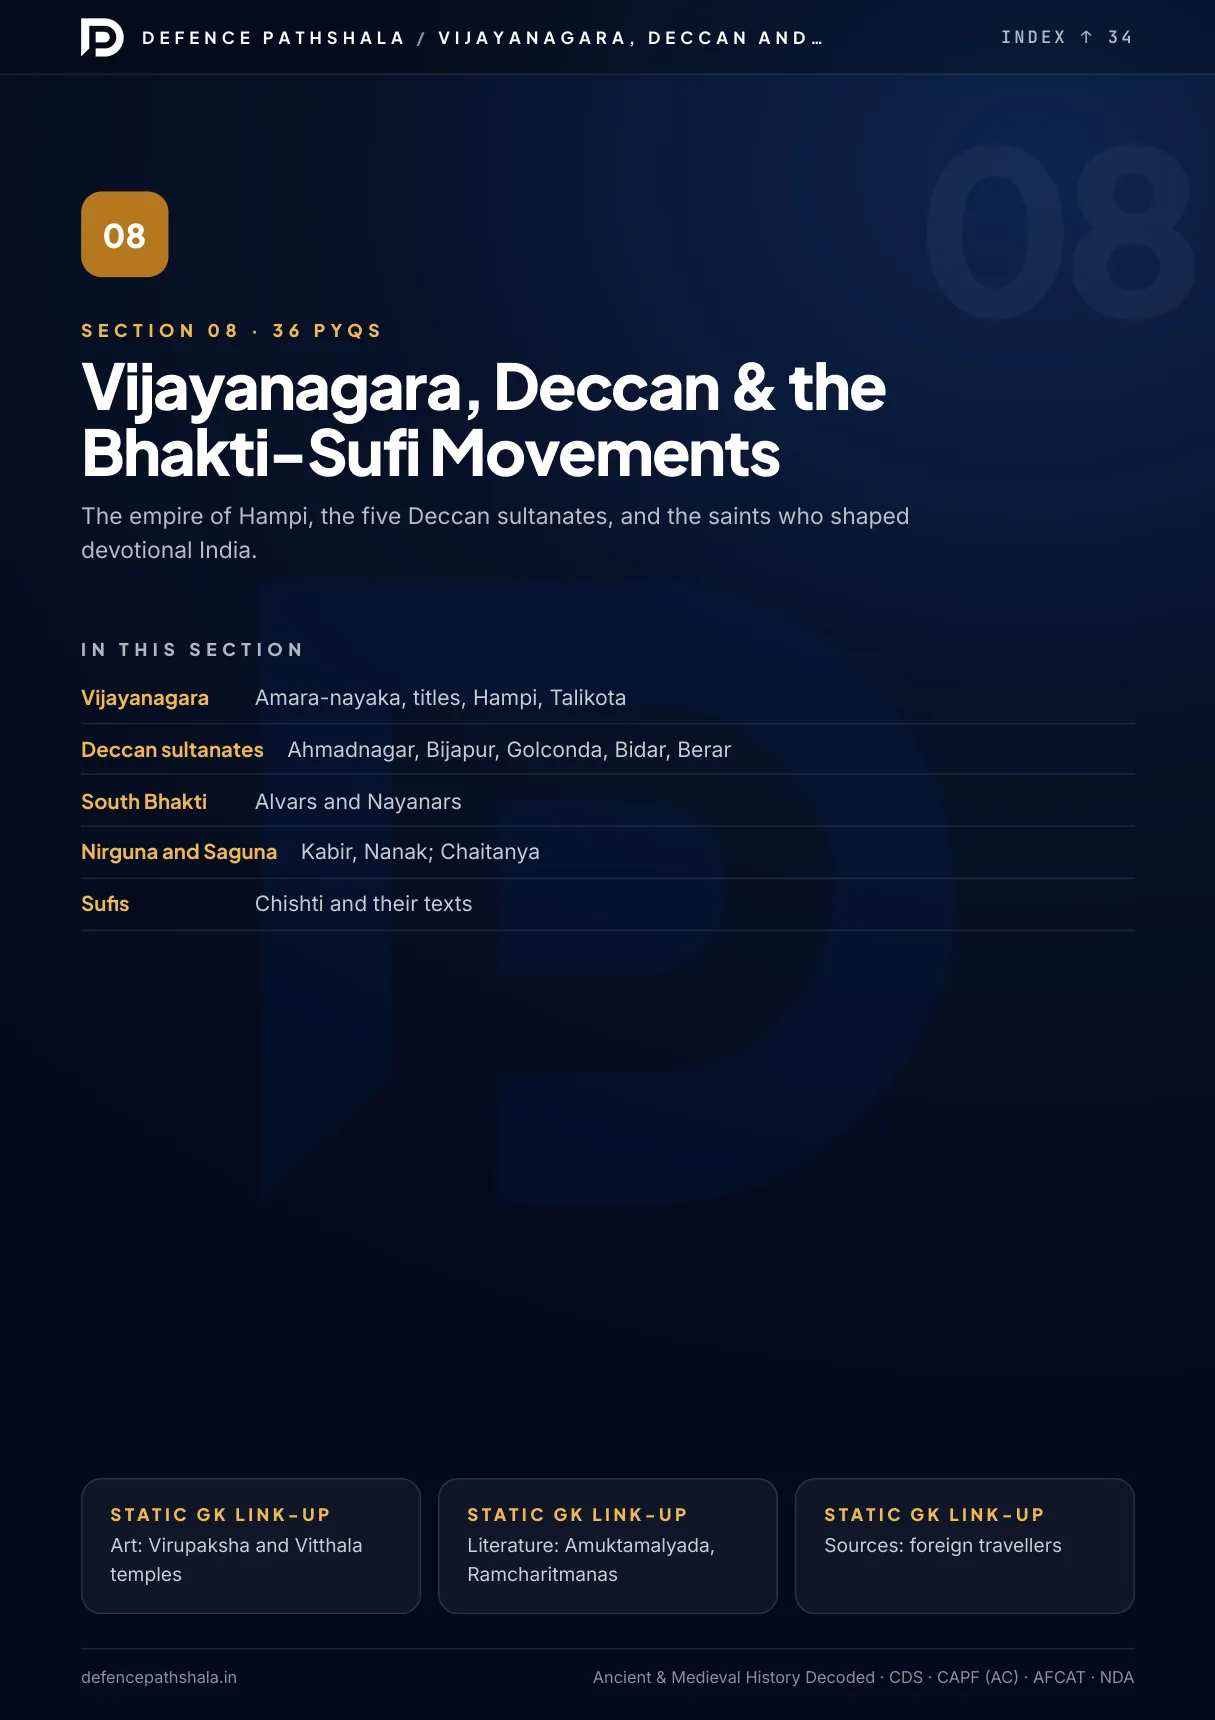 DEFENCE PATHSHALA / VIJAYANAGARA, DECCAN AND…
INDEX ↑ 34
08
08
SECTION 08 · 36 PYQS
Vijayanagara, Deccan & the
Bhakti–Sufi Movements
The empire of Hampi, the five Deccan sultanates, and the saints who shaped
devotional India.
IN THIS SECTION
Vijayanagara Amara-nayaka, titles, Hampi, Talikota
Deccan sultanates Ahmadnagar, Bijapur, Golconda, Bidar, Berar
South Bhakti Alvars and Nayanars
Nirguna and Saguna Kabir, Nanak; Chaitanya
Sufis Chishti and their texts
STATIC GK LINK-UP
Art: Virupaksha and Vitthala
temples
STATIC GK LINK-UP
Literature: Amuktamalyada,
Ramcharitmanas
STATIC GK LINK-UP
Sources: foreign travellers
defencepathshala.in
Ancient & Medieval History Decoded · CDS · CAPF (AC) · AFCAT · NDA